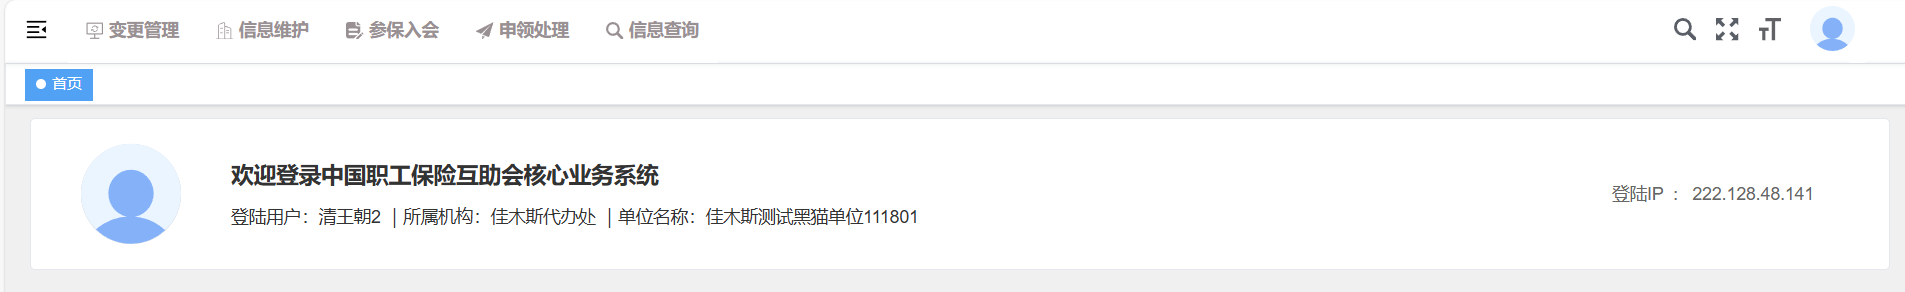 变更管理 信息维护 参保入会 申领处理 信息查询
首页
欢迎登录中国职工保险互助会核心业务系统
登陆用户：清王朝2 | 所属机构：佳木斯代办处 | 单位名称：佳木斯测试黑猫单位111801
登陆IP ： 222.128.48.141